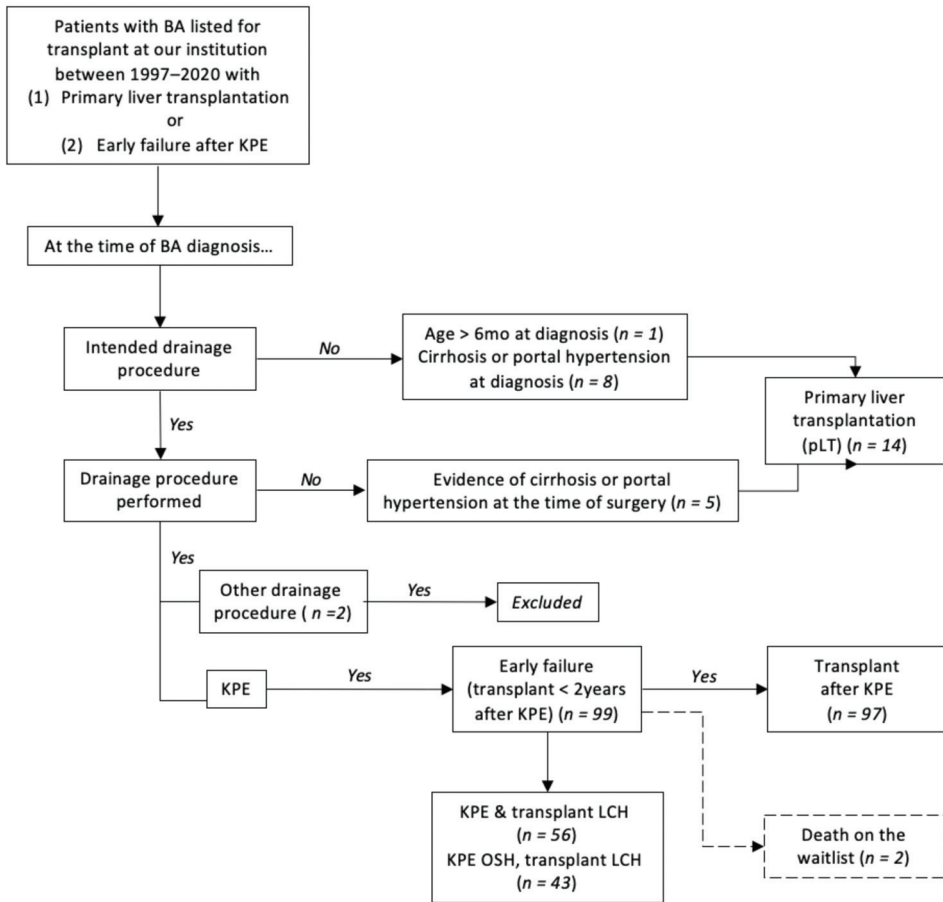 Patients with BA listed for
transplant at our institution
between 1997–2020 with
(1) Primary liver transplantation
or
(2) Early failure after KPE
At the time of BA diagnosis…
Intended drainage
procedure
No
Age > 6mo at diagnosis (n = 1)
Cirrhosis or portal hypertension
at diagnosis (n = 8)
Primary liver
transplantation
(pLT) (n = 14)
Yes
Drainage procedure
performed
No
Evidence of cirrhosis or portal
hypertension at the time of surgery (n = 5)
Yes
Other drainage
procedure ( n =2)
Yes
Excluded
KPE
Yes
Early failure
(transplant < 2years
after KPE) (n = 99)
Yes
Transplant
after KPE
(n = 97)
KPE & transplant LCH
(n = 56)
KPE OSH, transplant LCH
(n = 43)
Death on the
waitlist (n = 2)